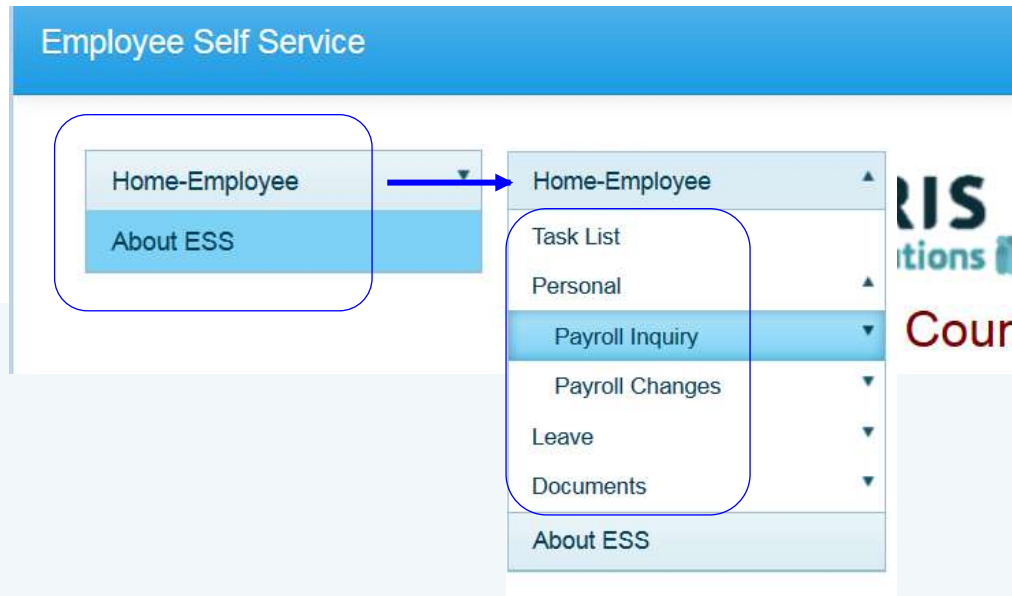 Employee Self Service
Home-Employee
About ESS
Home-Employee
Task List
Personal
Payroll Inquiry
Payroll Changes
Leave
Documents
About ESS